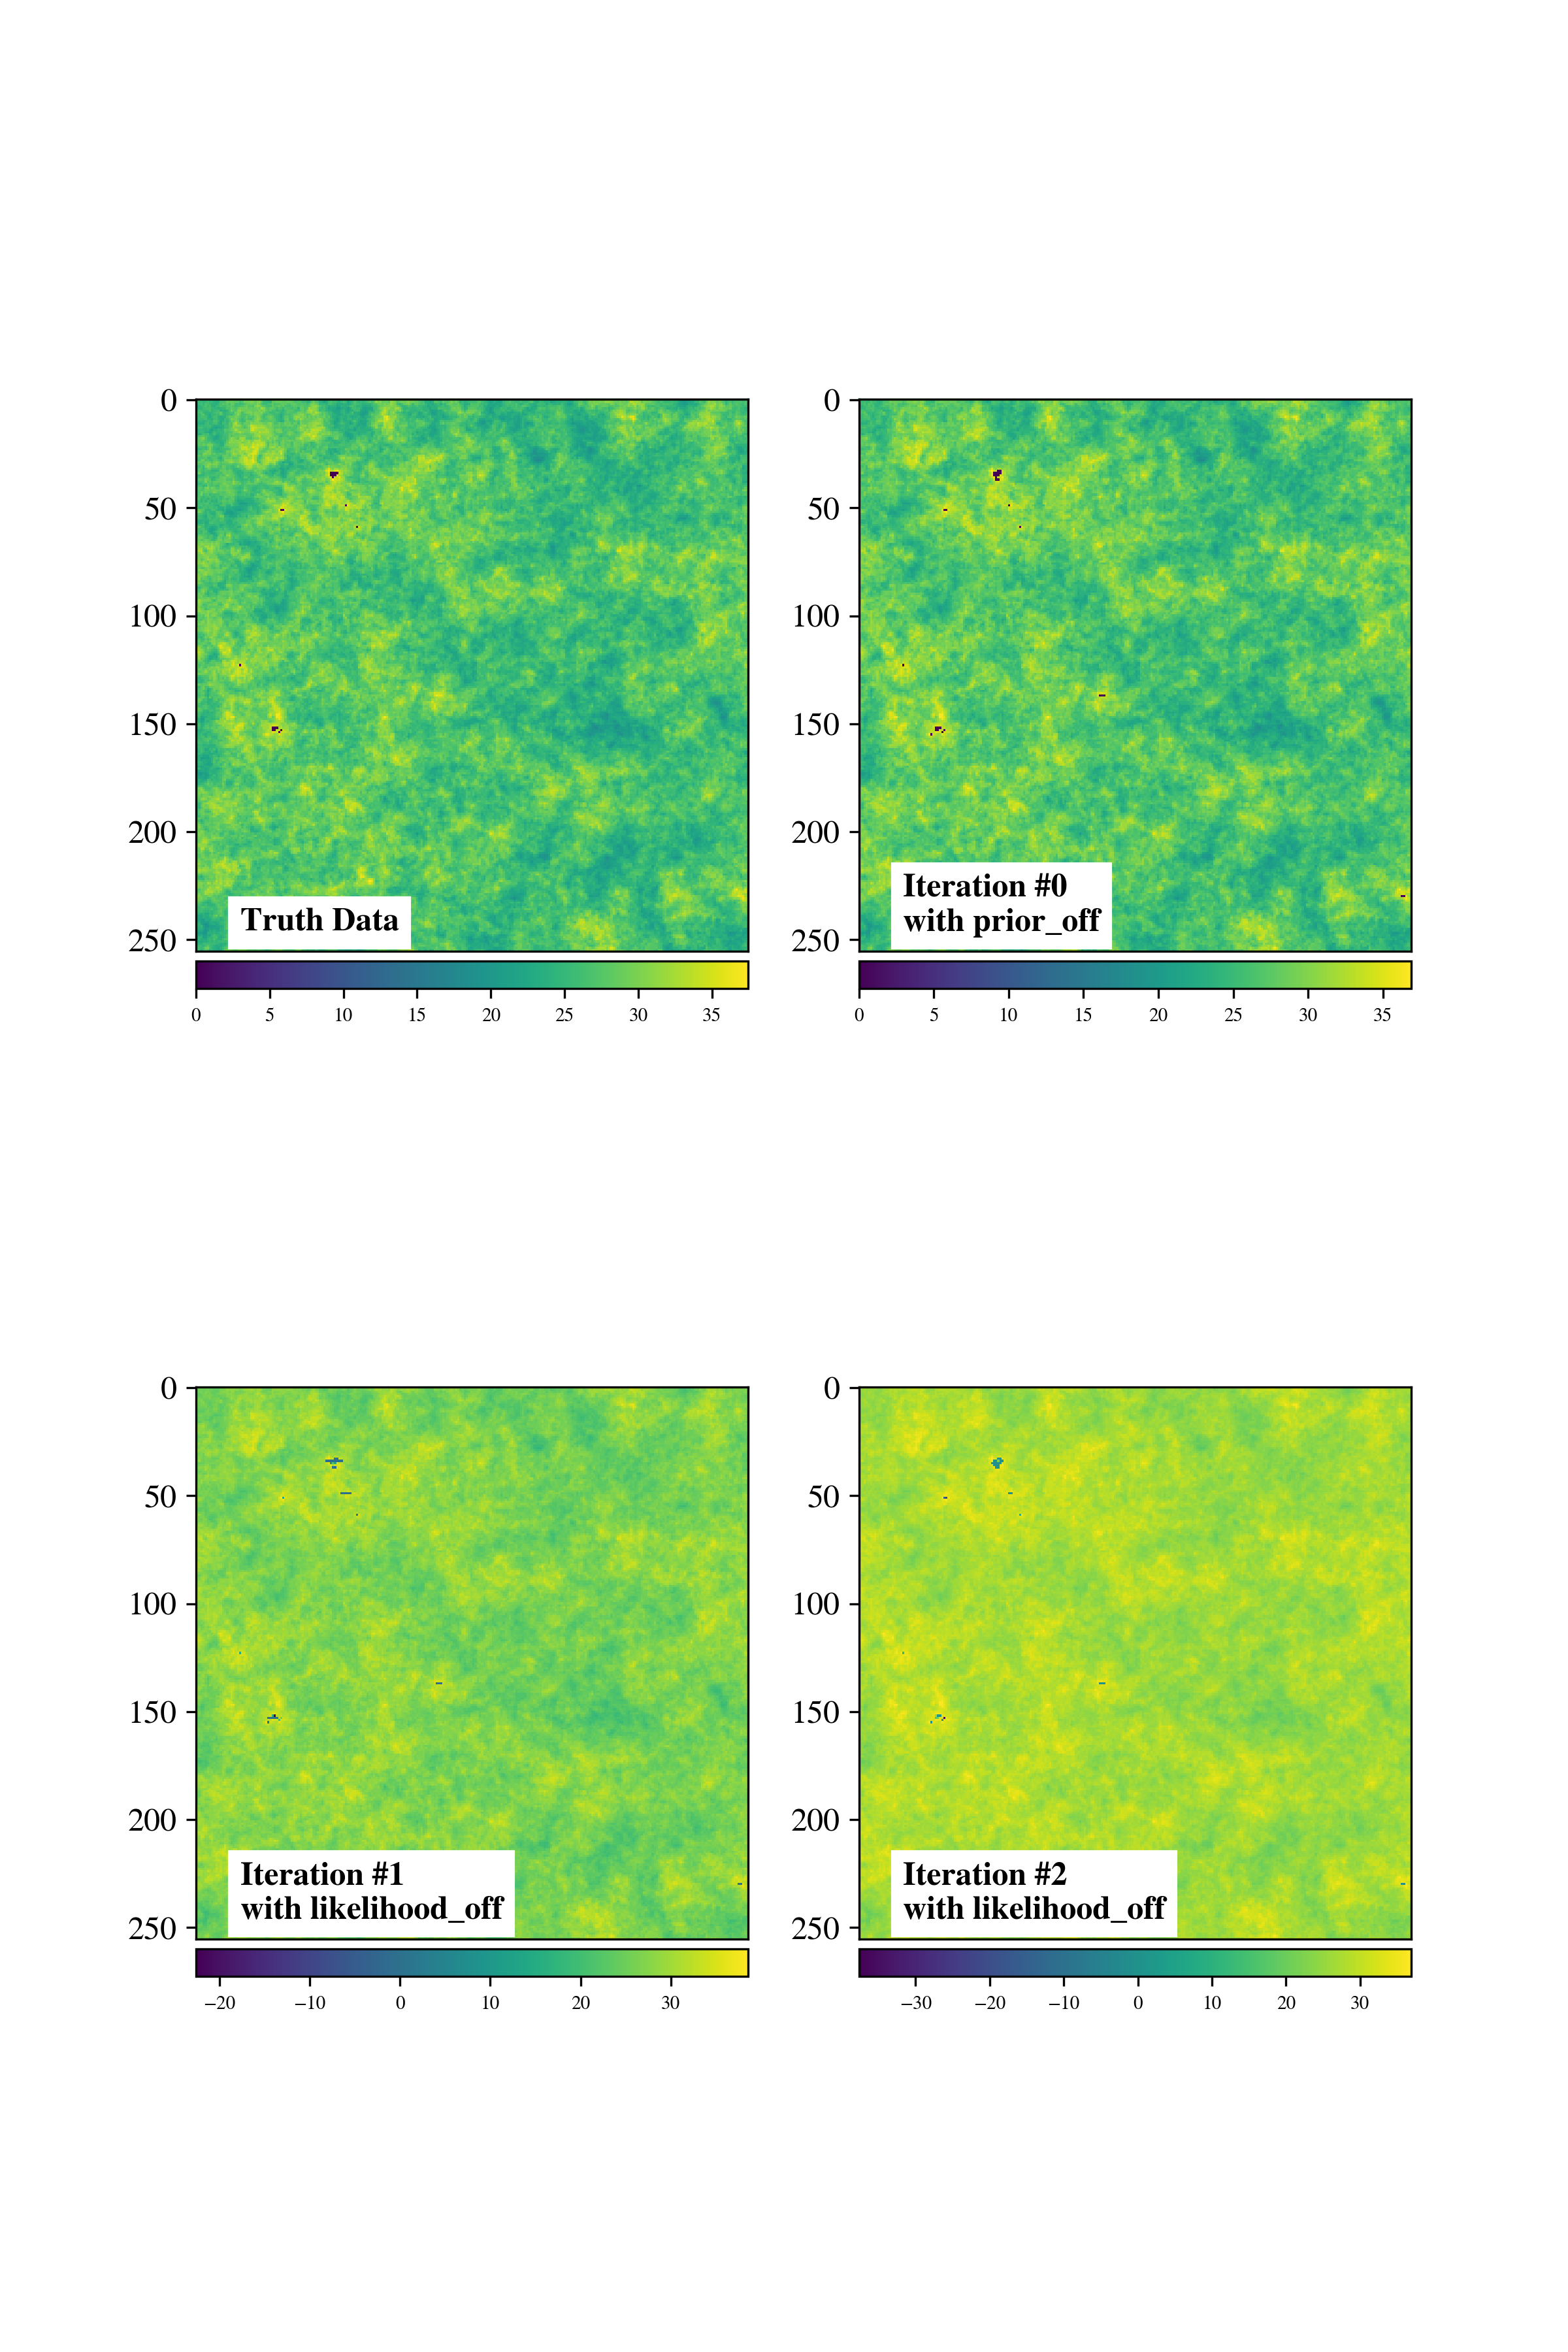 0
50
100
150
200
250
Truth Data
0 5 10 15 20 25 30 35
0
50
100
150
200
250
Iteration #0
with prior_off
0 5 10 15 20 25 30 35
0
50
100
150
200
250
Iteration #1
with likelihood_off
−20 −10 0 10 20 30
0
50
100
150
200
250
Iteration #2
with likelihood_off
−30 −20 −10 0 10 20 30